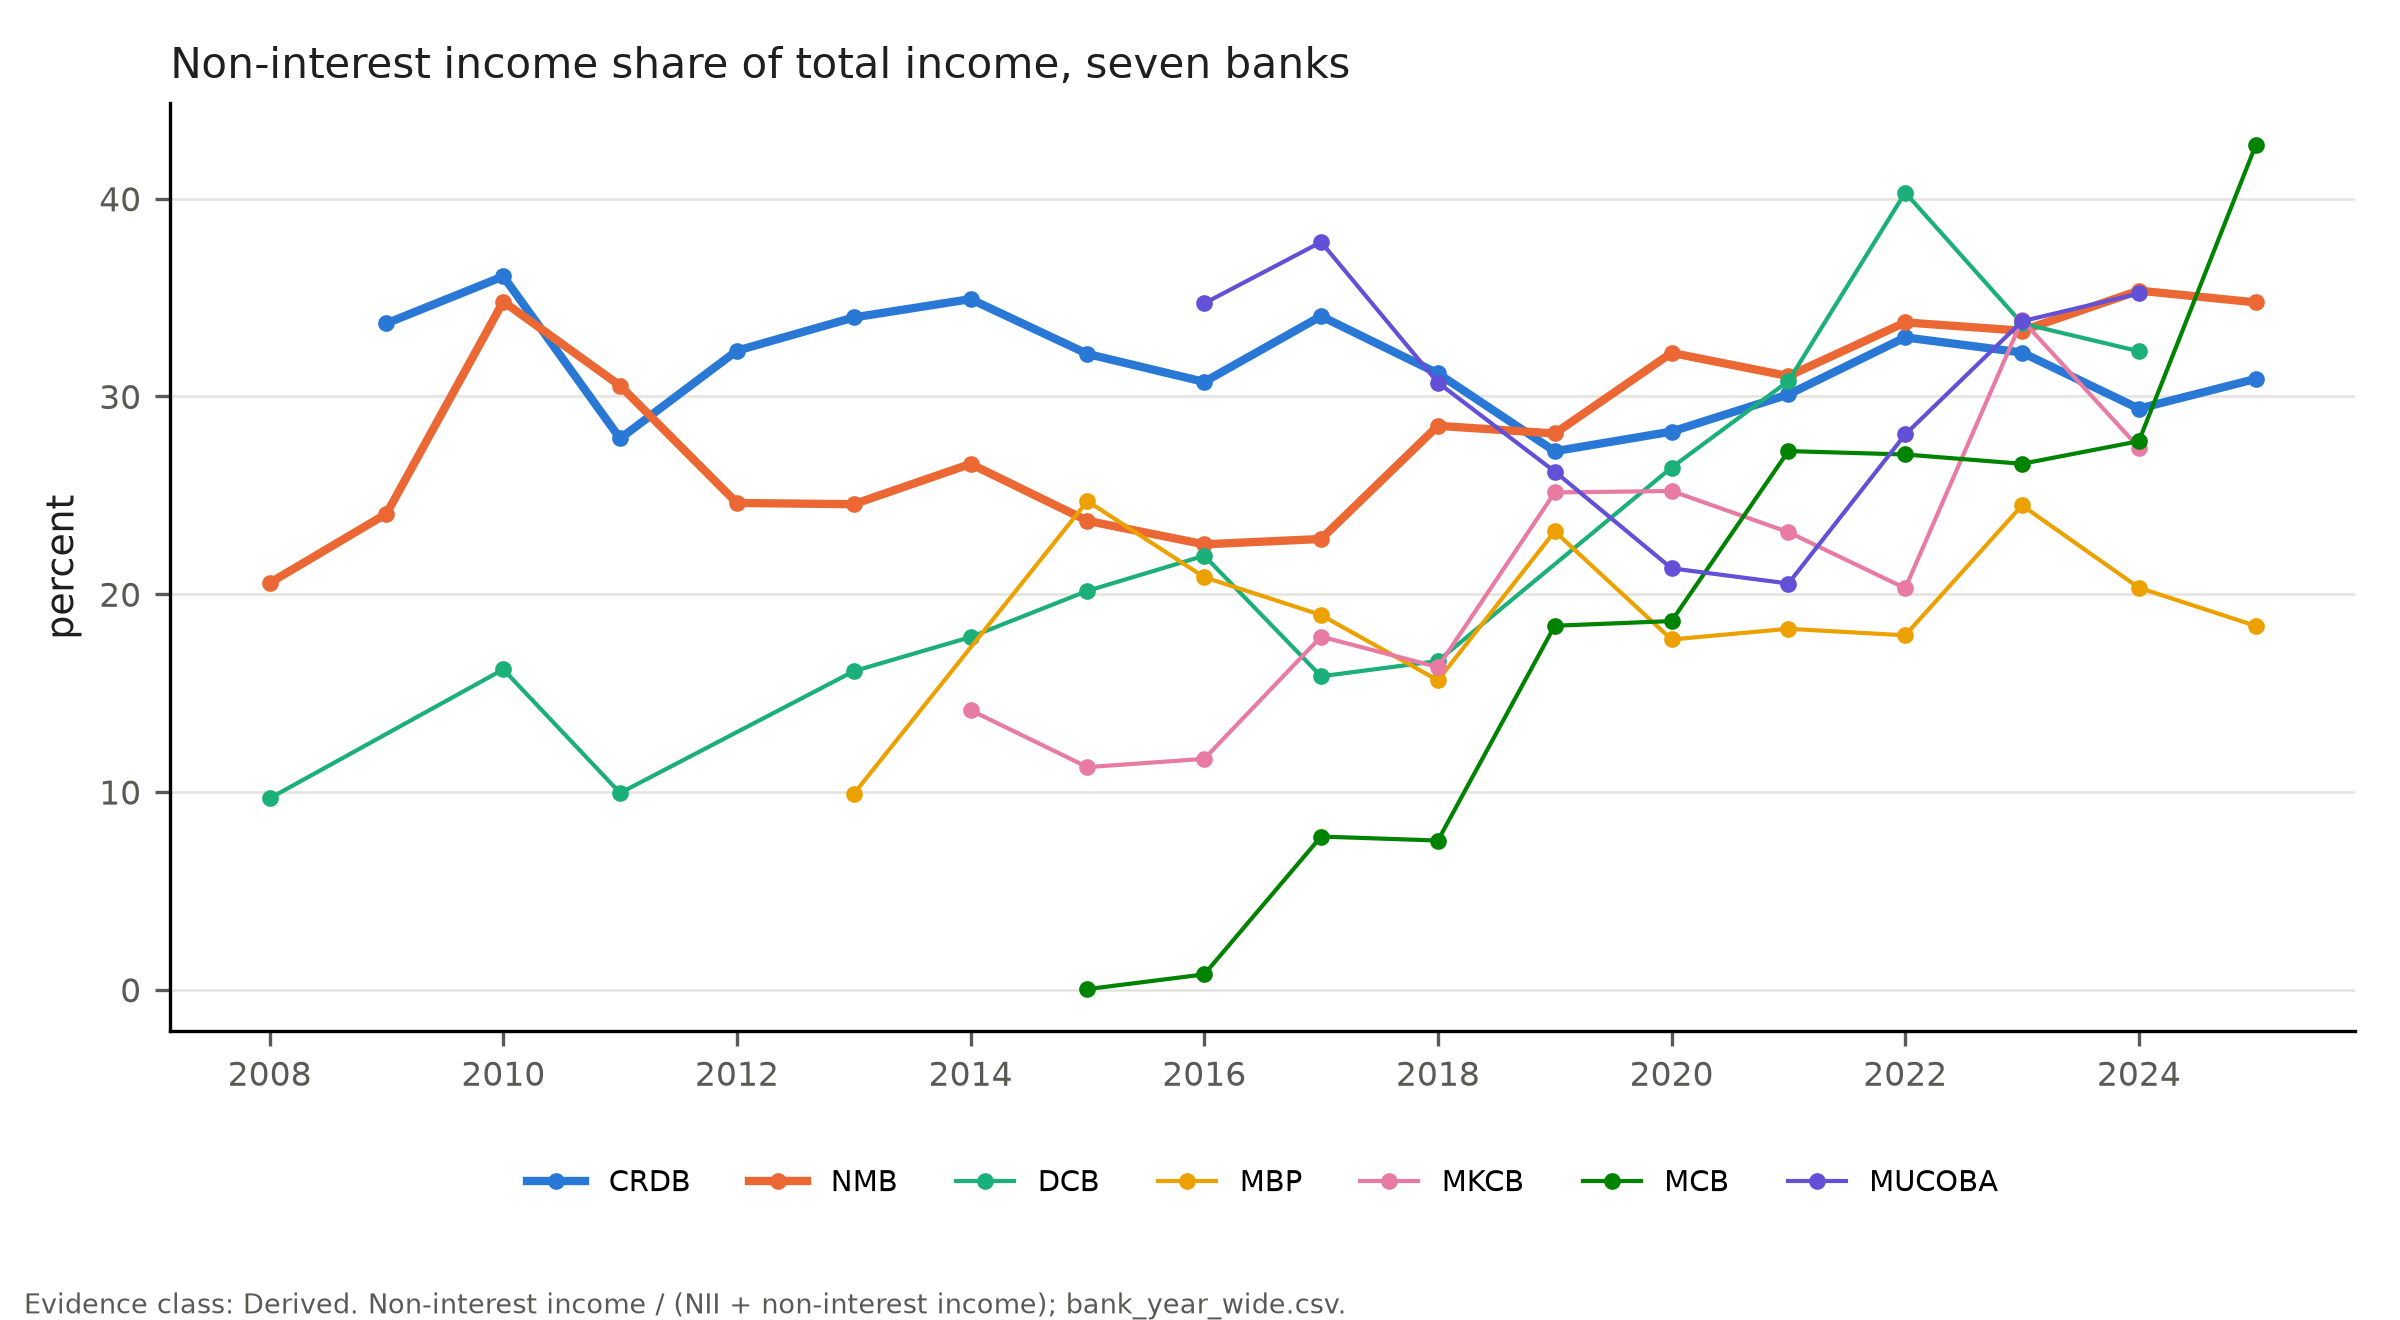 Non-interest income share of total income, seven banks
percent
40
30
20
10
0
2008 2010 2012 2014 2016 2018 2020 2022 2024
CRDB NMB DCB MBP MKCB MCB MUCOBA
Evidence class: Derived. Non-interest income / (NII + non-interest income); bank_year_wide.csv.